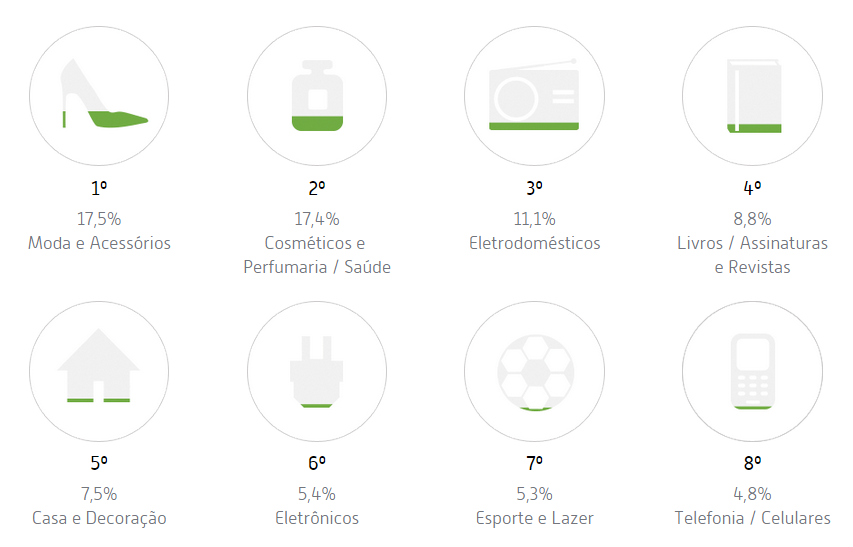 1º
17,5%
Moda e Acessórios
2º
17,4%
Cosméticos e
Perfumaria / Saúde
3º
11,1%
Eletrodomésticos
4º
8,8%
Livros / Assinaturas
e Revistas
5º
7,5%
Casa e Decoração
6º
5,4%
Eletrônicos
7º
5,3%
Esporte e Lazer
8º
4,8%
Telefonia / Celulares